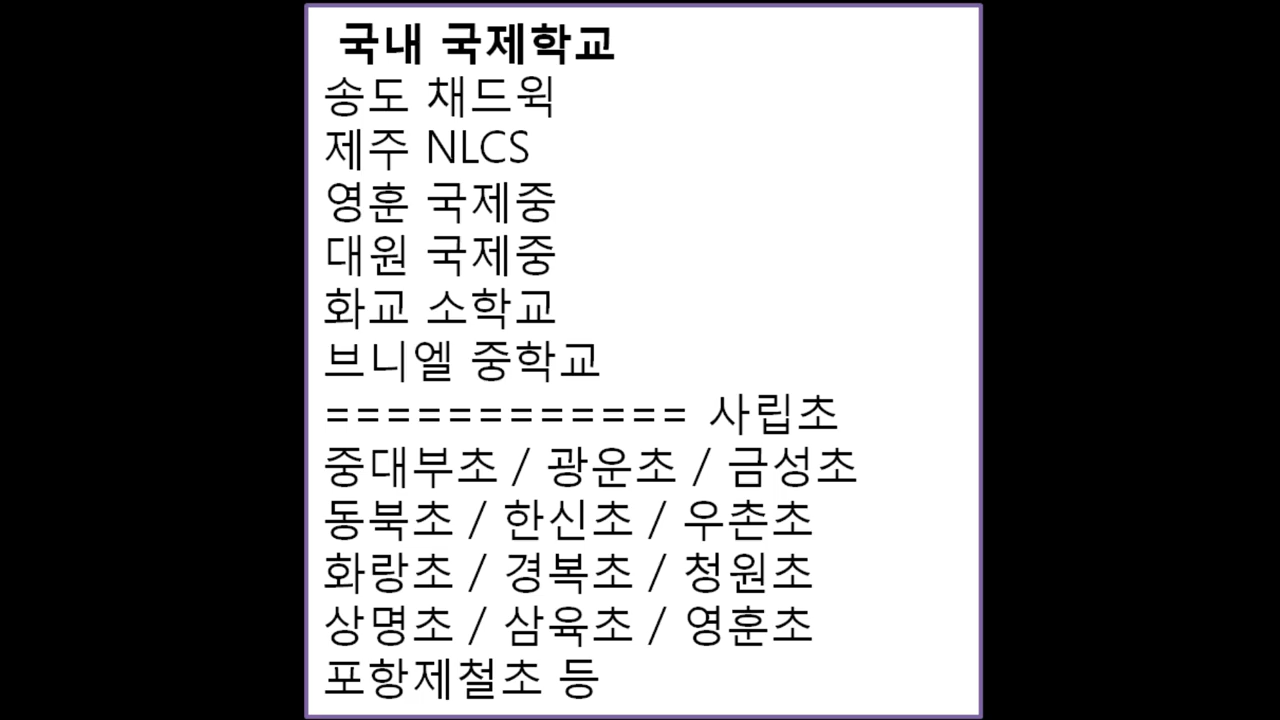 국내 국제학교
송도 채드윅
제주 NLCS
영훈 국제중
대원 국제중
화교 소학교
브니엘 중학교
============ 사립초
중대부초 / 광운초 / 금성초
동북초 / 한신초 / 우촌초
화랑초 / 경복초 / 청원초
상명초 / 삼육초 / 영훈초
포항제철초 등